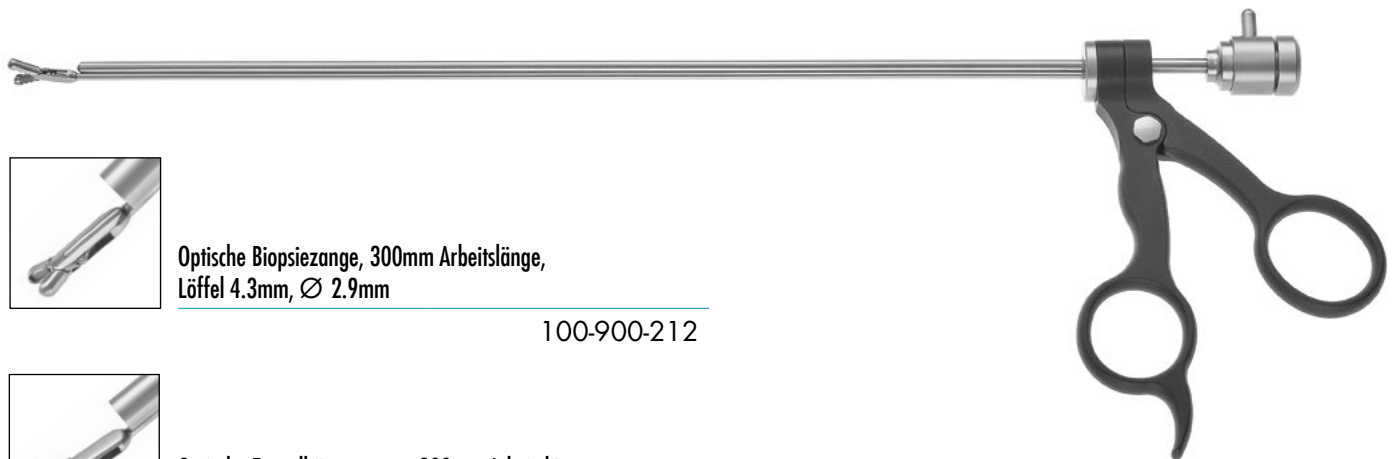 Optische Biopsiezange, 300mm Arbeitslänge,
Löffel 4.3mm, Ø 2.9mm
100-900-212